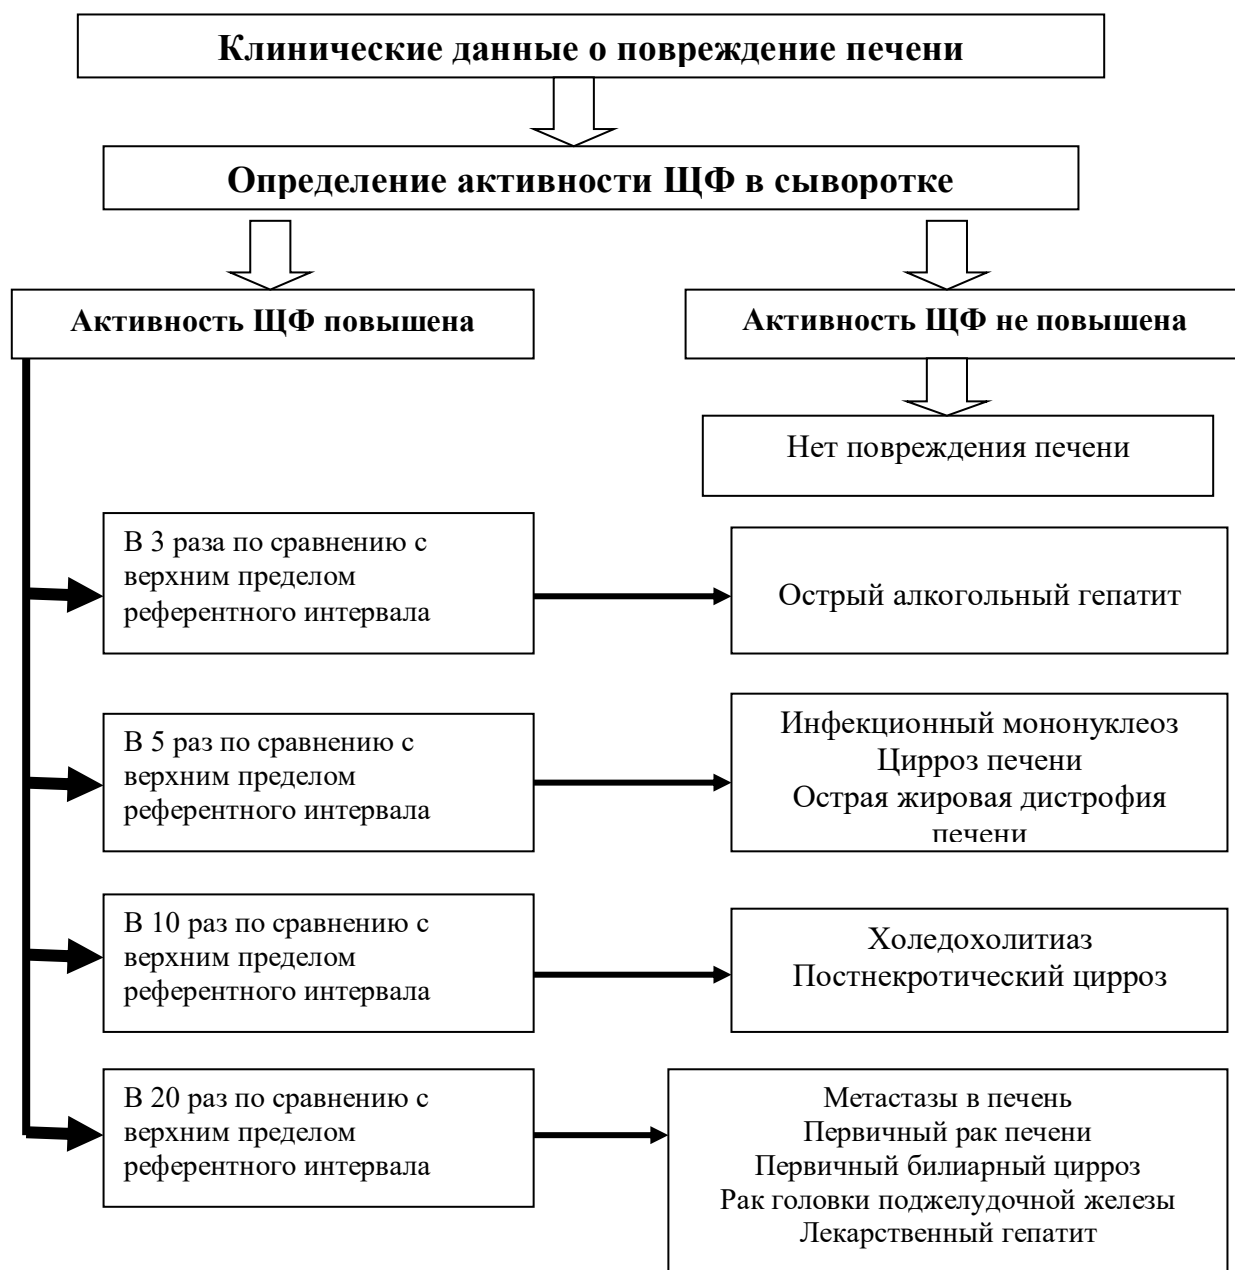 Клинические данные о повреждение печени
Определение активности ЩФ в сыворотке
Активность ЩФ повышена
Активность ЩФ не повышена
Нет повреждения печени
В 3 раза по сравнению с
верхним пределом
референтного интервала
Острый алкогольный гепатит
В 5 раз по сравнению с
верхним пределом
референтного интервала
Инфекционный мононуклеоз
Цирроз печени
Острая жировая дистрофия
печени
В 10 раз по сравнению с
верхним пределом
референтного интервала
Холедохолитиаз
Постнекротический цирроз
В 20 раз по сравнению с
верхним пределом
референтного интервала
Метастазы в печень
Первичный рак печени
Первичный билиарный цирроз
Рак головки поджелудочной железы
Лекарственный гепатит